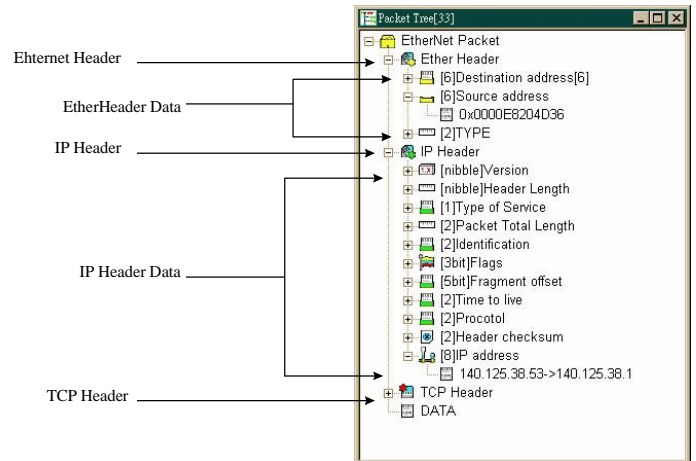 Packet Tree[33]
EtherNet Packet
Ehternet Header
Ether Header
[6]Destination address[6]
EtherHeader Data
[6]Source address
0x0000E8204D36
[2]TYPE
IP Header
IP Header
[nibble]Version
[nibble]Header Length
[1]Type of Service
[2]Packet Total Length
[2]Identification
IP Header Data
[3bit]Flags
[5bit]Fragment offset
[2]Time to live
[2]Procotol
[2]Header checksum
[8]IP address
140.125.38.53->140.125.38.1
TCP Header
TCP Header
DATA